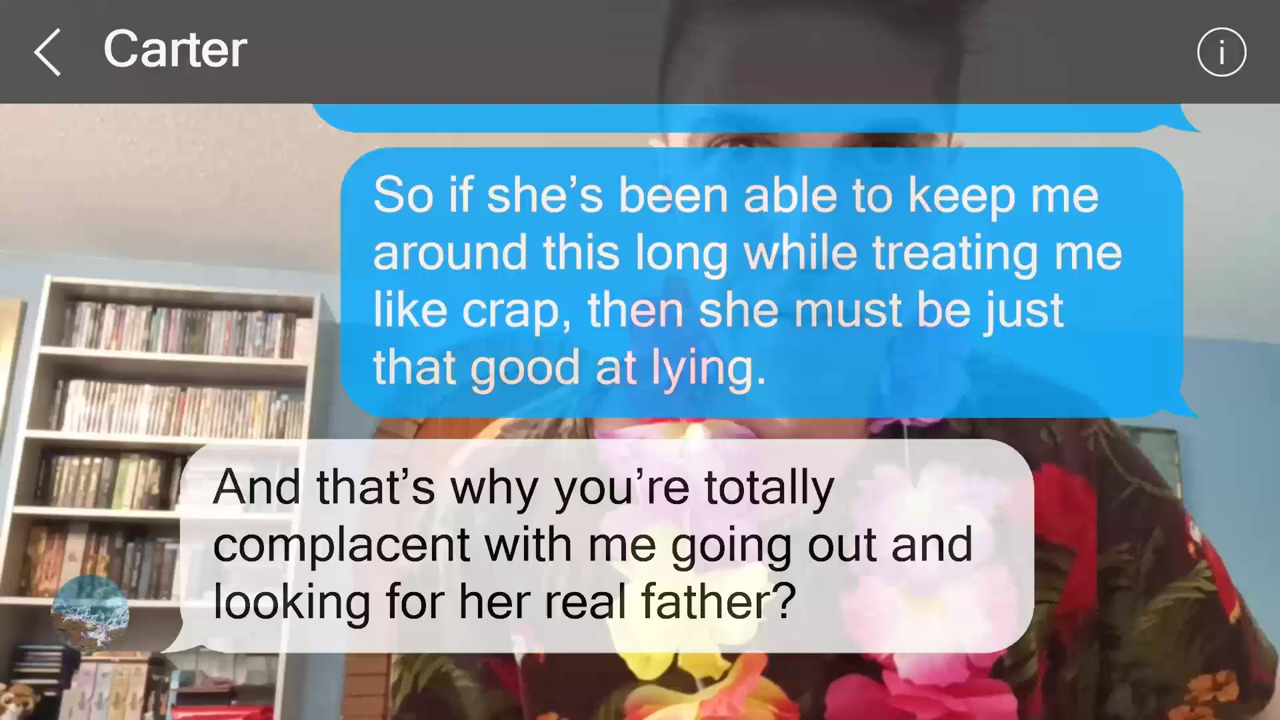 Carter
So if she’s been able to keep me
around this long while treating me
like crap, then she must be just
that good at lying.
And that’s why you’re totally
complacent with me going out and
looking for her real father?